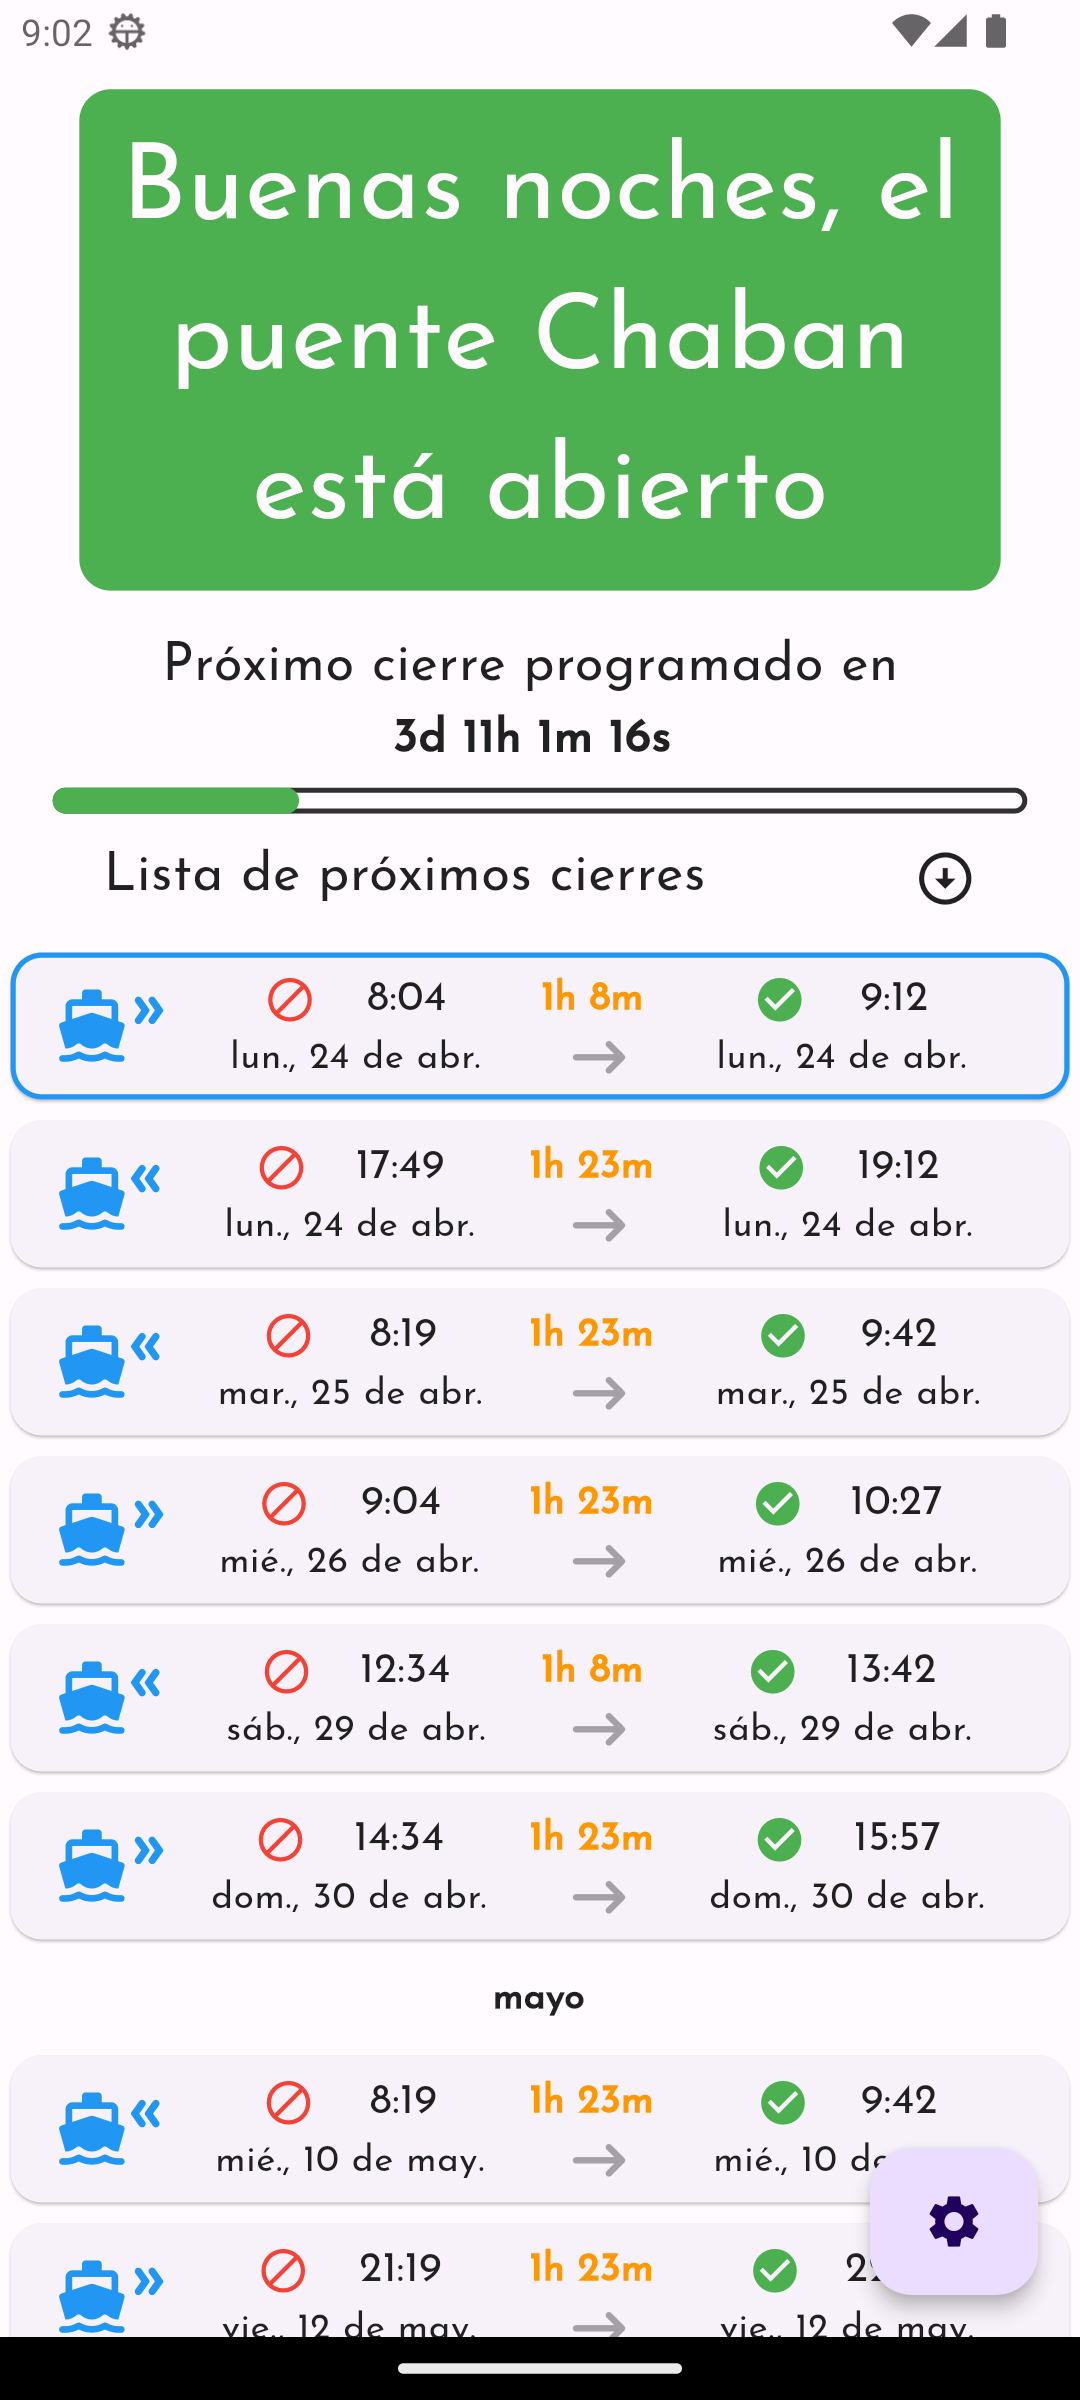 9:02
Buenas noches, el
puente Chaban
está abierto
Próximo cierre programado en
3d 11h 1m 16s
Lista de próximos cierres
8:04 1h 8m 9:12
lun., 24 de abr. lun., 24 de abr.
17:49 1h 23m 19:12
lun., 24 de abr. lun., 24 de abr.
8:19 1h 23m 9:42
mar., 25 de abr. mar., 25 de abr.
9:04 1h 23m 10:27
mié., 26 de abr. mié., 26 de abr.
12:34 1h 8m 13:42
sáb., 29 de abr. sáb., 29 de abr.
14:34 1h 23m 15:57
dom., 30 de abr. dom., 30 de abr.
mayo
8:19 1h 23m 9:42
mié., 10 de may. mié., 10 de
21:19 1h 23m
vie., 12 de may. vie., 12 de may.